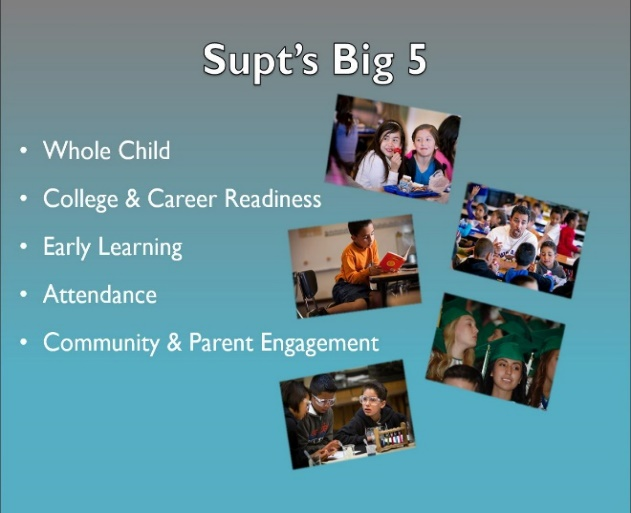 Supt's Big 5
• Whole Child
• College & Career Readiness
• Early Learning
• Attendance
• Community & Parent Engagement